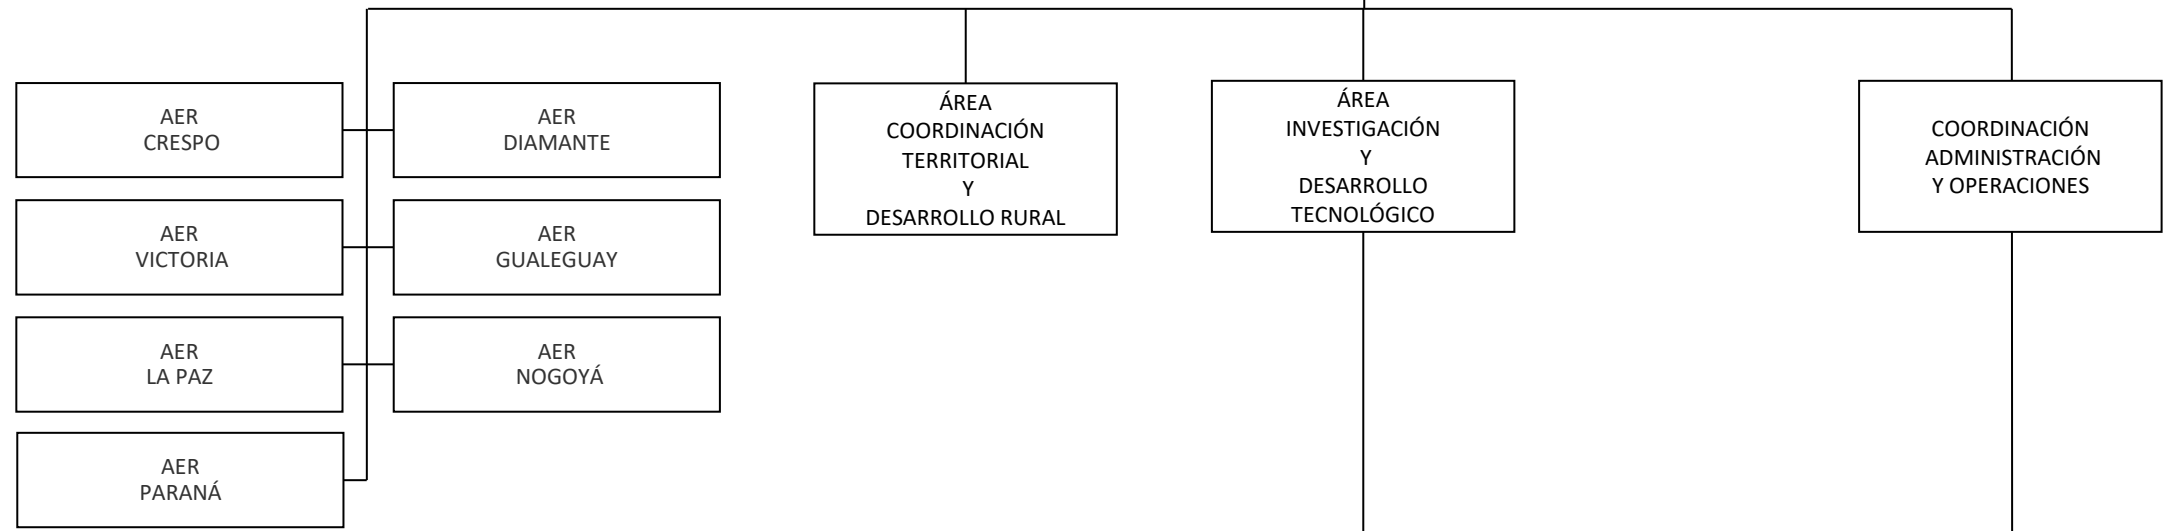 AER
CRESPO
AER
DIAMANTE
AER
VICTORIA
AER
GUALEGUAY
AER
LA PAZ
AER
NOGOYÁ
AER
PARANÁ
ÁREA
COORDINACIÓN
TERRITORIAL
Y
DESARROLLO RURAL
ÁREA
INVESTIGACIÓN
Y
DESARROLLO
TECNOLÓGICO
COORDINACIÓN
ADMINISTRACIÓN
Y OPERACIONES